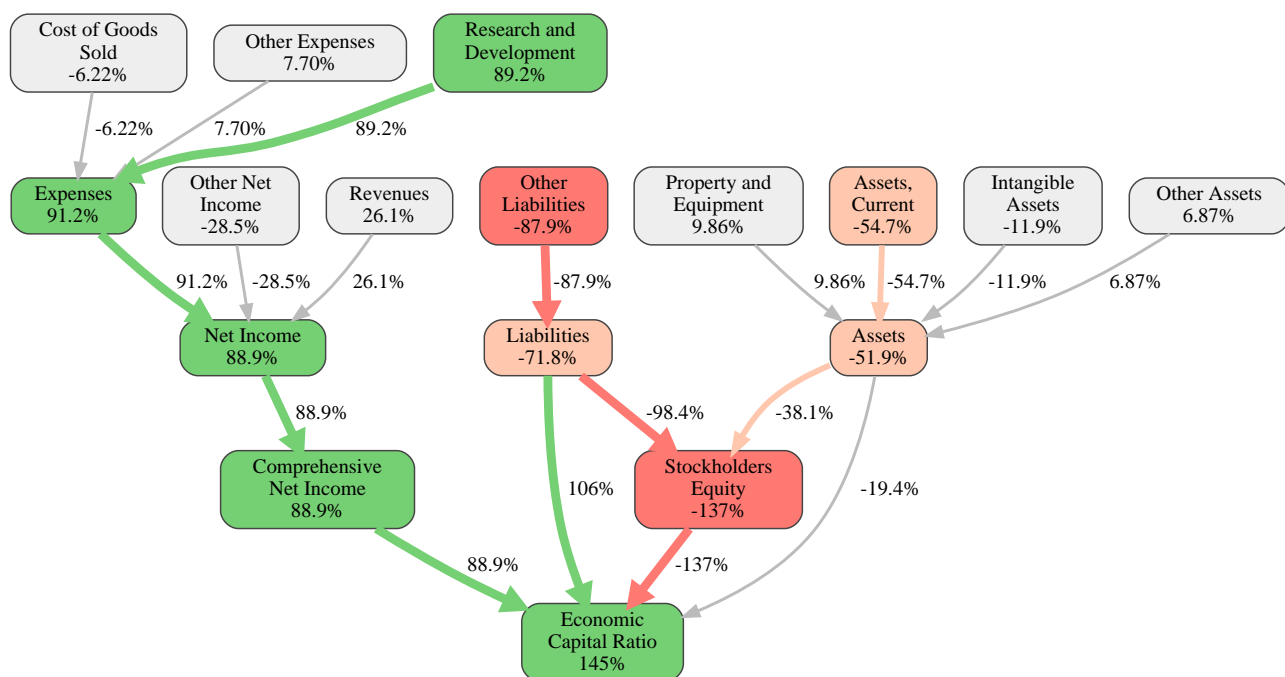 Cost of Goods
Sold
-6.22%
Other Expenses
7.70%
Research and
Development
89.2%
-6.22%
7.70%
89.2%
Expenses
91.2%
Other Net
Income
-28.5%
Revenues
26.1%
Other
Liabilities
-87.9%
Property and
Equipment
9.86%
Assets,
Current
-54.7%
Intangible
Assets
-11.9%
Other Assets
6.87%
91.2%
-28.5%
26.1%
-87.9%
9.86%
-54.7%
-11.9%
6.87%
Net Income
88.9%
Liabilities
-71.8%
Assets
-51.9%
88.9%
-98.4%
-38.1%
Comprehensive
Net Income
88.9%
106%
Stockholders
Equity
-137%
-19.4%
88.9%
-137%
Economic
Capital Ratio
145%